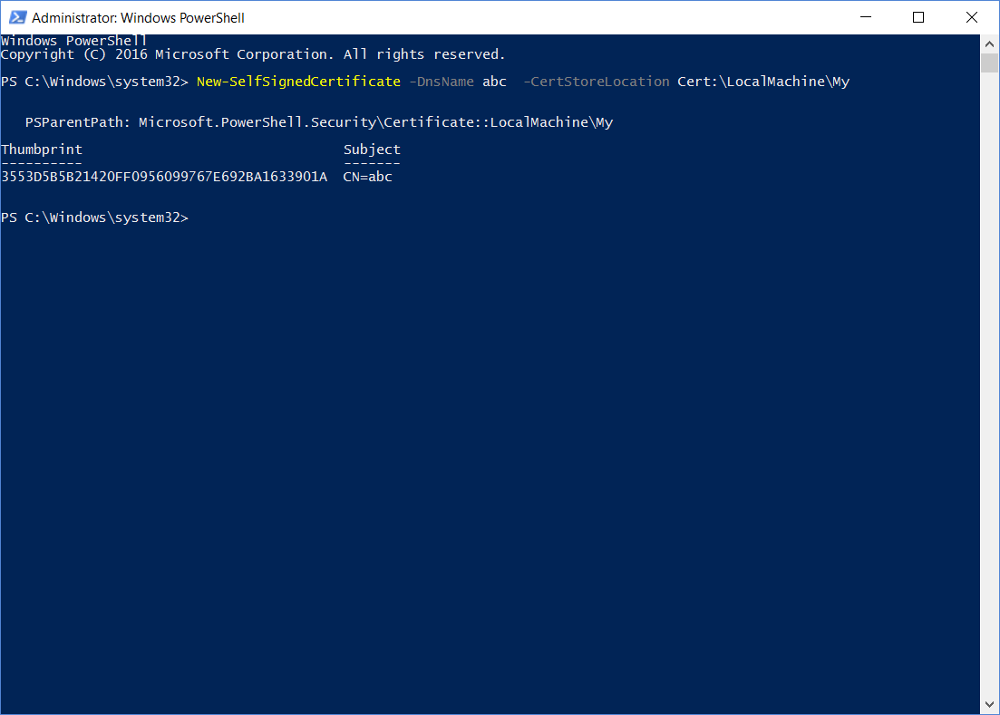 Administrator: Windows PowerShell
Windows PowerShell
Copyright (C) 2016 Microsoft Corporation. All rights reserved.
PS C:\Windows\system32> New-SelfSignedCertificate -DnsName abc  -CertStoreLocation Cert:\LocalMachine\My
PSParentPath: Microsoft.PowerShell.Security\Certificate::LocalMachine\My
Thumbprint                                Subject
----------                                -------
3553D5B5B21420FF0956099767E692BA1633901A  CN=abc
PS C:\Windows\system32>